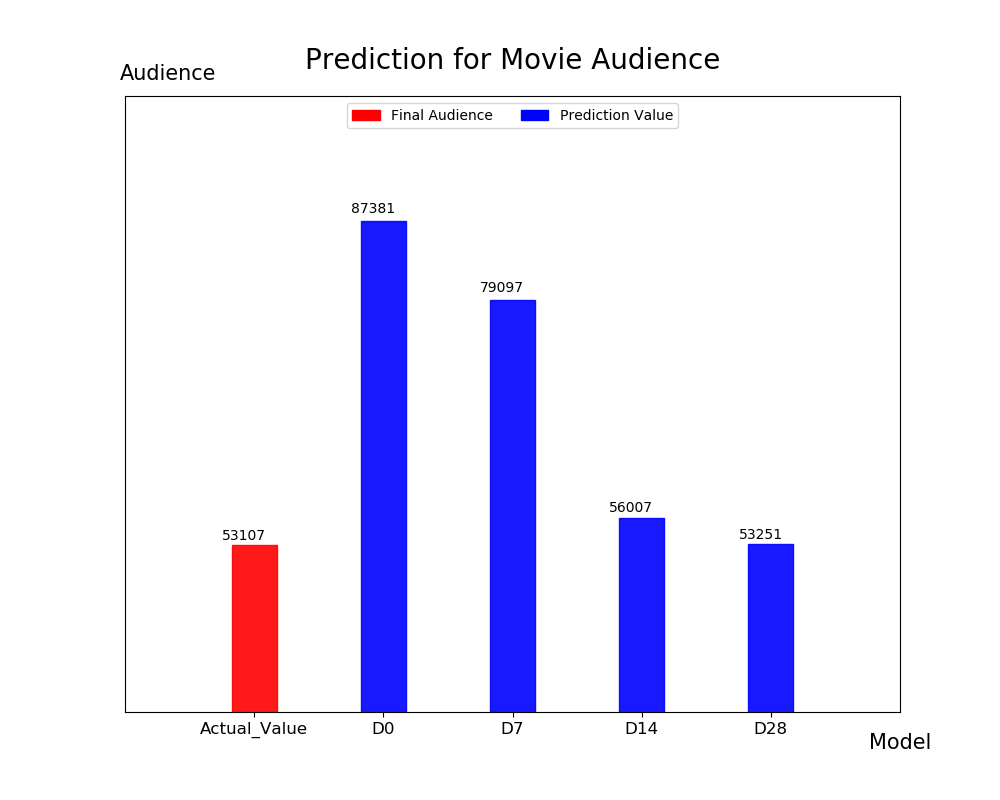 Prediction for Movie Audience
Audience
Final Audience Prediction Value
87381
79097
56007
53107
53251
Actual_Value D0 D7 D14 D28
Model